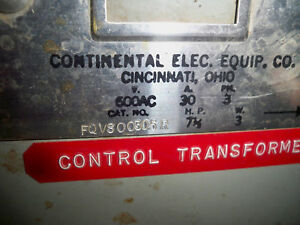 CONTINENTAL ELEC. EQUIP. CO.
CINCINNATI, OHIO
V. A. PH.
600AC 30 3
CAT. NO. H.P. W.
7½ 3
CONTROL TRANSFORME